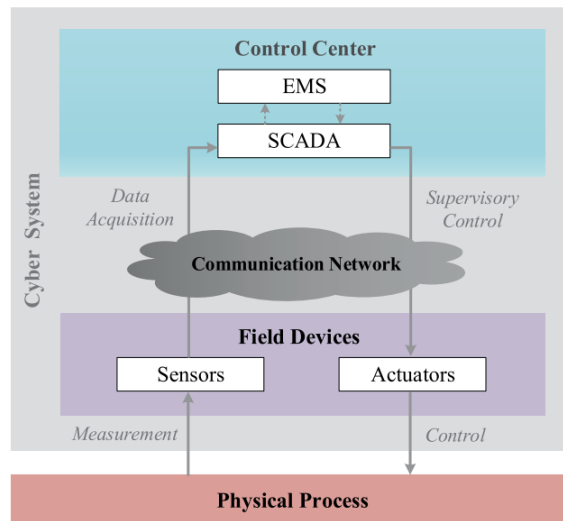 Control Center
EMS
SCADA
Data
Acquisition
Supervisory
Control
Cyber System
Communication Network
Field Devices
Sensors
Actuators
Measurement
Control
Physical Process